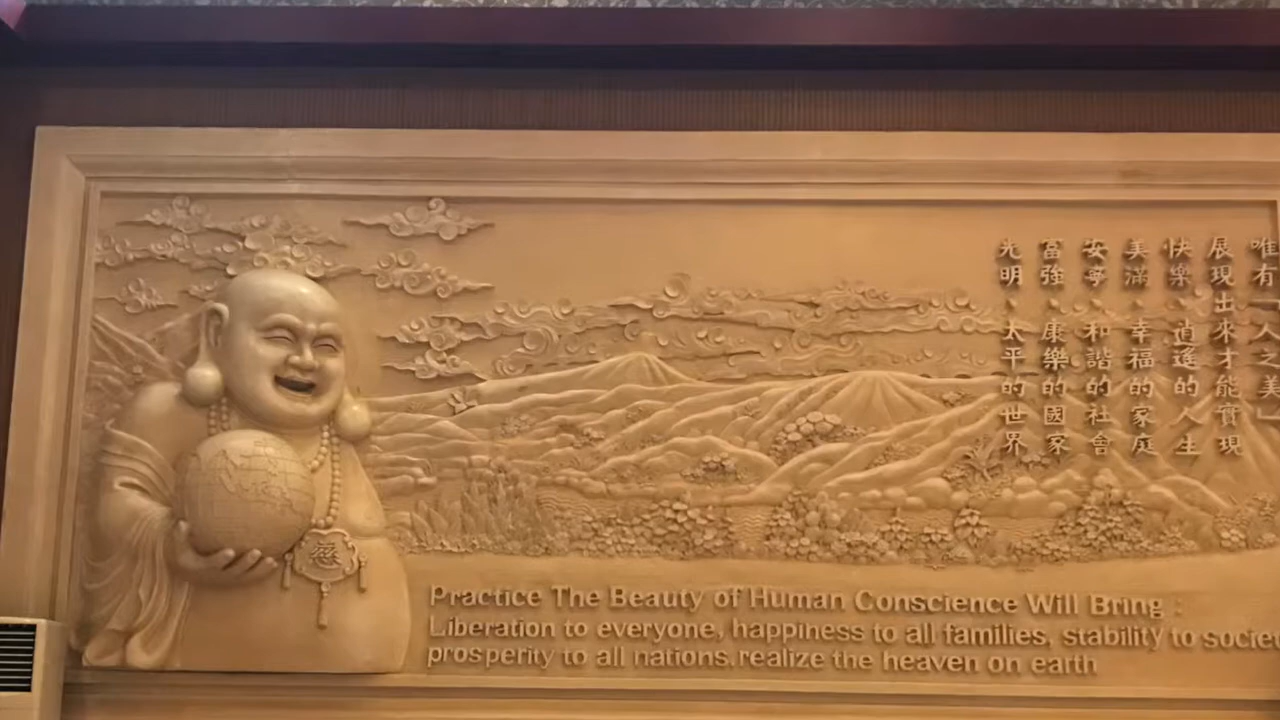 唯有「人之美」
展現出來才能實現
快樂、逍遙的人生
美滿、幸福的家庭
安寧、和諧的社會
富強、康樂的國家
光明、太平的世界
慈
Practice The Beauty of Human Conscience Will Bring :
Liberation to everyone, happiness to all families, stability to socie
prosperity to all nations. realize the heaven on earth